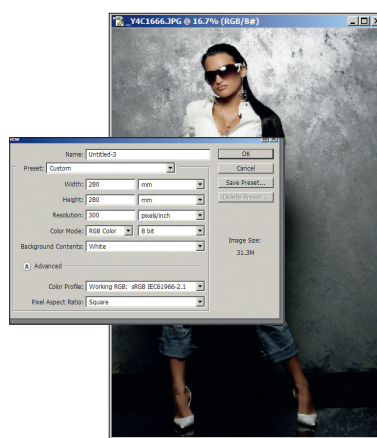 _Y4C1666.JPG @ 16.7% (RGB/8#)
Name: Untitled-3
OK
Preset: Custom
Cancel
Width: 280 mm
Save Preset...
Height: 280 mm
Delete Preset...
Resolution: 300 pixels/inch
Color Mode: RGB Color 8 bit
Background Contents: White
Image Size:
31.3M
Advanced
Color Profile: Working RGB: sRGB IEC61966-2.1
Pixel Aspect Ratio: Square